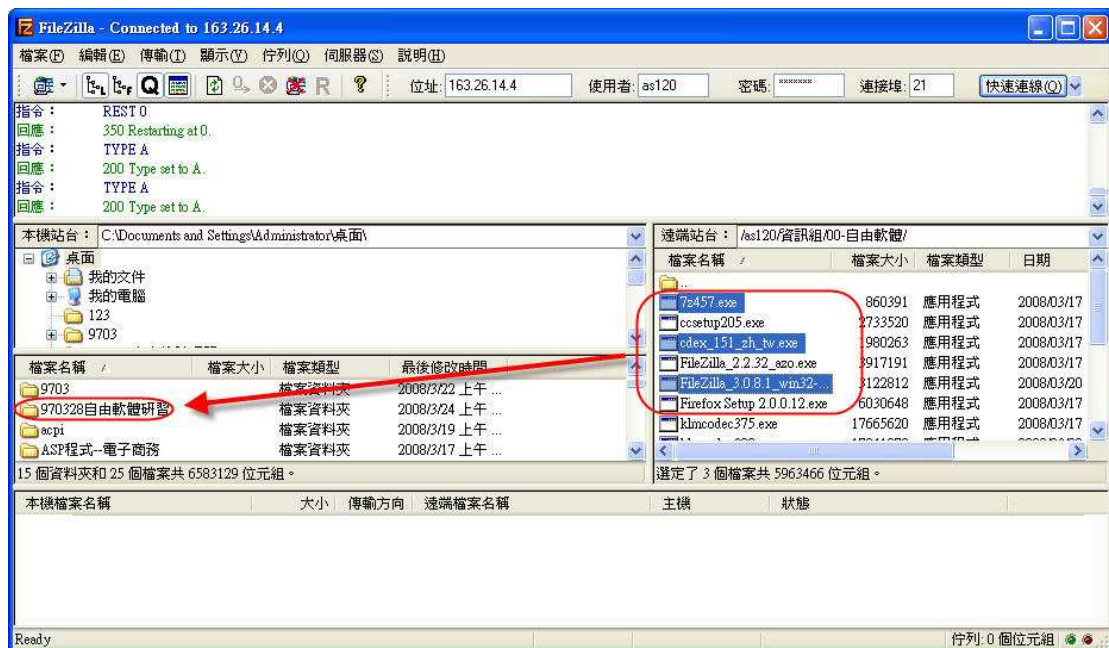 FileZilla - Connected to 163.26.14.4
檔案(F) 編輯(E) 傳輸(T) 顯示(V) 佇列(Q) 伺服器(S) 説明(H)
位址: 163.26.14.4 使用者: as120 密碼: ******* 連接埠: 21 快速連線(Q)
指令： REST 0
回應： 350 Restarting at 0.
指令： TYPE A
回應： 200 Type set to A.
指令： TYPE A
回應： 200 Type set to A.
本機站台： C:\Documents and Settings\Administrator\桌面\
桌面
我的文件
我的電腦
123
9703
檔案名稱 / 檔案大小 檔案類型 最後修改時間
9703 檔案資料夾 2008/3/22 上午 ...
970328自由軟體研習 檔案資料夾 2008/3/24 上午 ...
acpi 檔案資料夾 2008/3/19 上午 ...
ASP程式--電子商務 檔案資料夾 2008/3/17 上午 ...
15 個資料夾和 25 個檔案共 6583129 位元組。
遠端站台： /as120/資訊組/00-自由軟體/
檔案名稱 / 檔案大小 檔案類型 日期
..
7z457.exe 860391 應用程式 2008/03/17
ccsetup205.exe 2733520 應用程式 2008/03/17
cdex_151_zh_tw.exe 1980263 應用程式 2008/03/17
FileZilla_2.2.32_azo.exe 3917191 應用程式 2008/03/17
FileZilla_3.0.8.1_win32-... 3122812 應用程式 2008/03/20
Firefox Setup 2.0.0.12.exe 6030648 應用程式 2008/03/17
klmcodec375.exe 17665620 應用程式 2008/03/17
選定了 3 個檔案共 5963466 位元組。
本機檔案名稱 大小 傳輸方向 遠端檔案名稱 主機 狀態
Ready 佇列: 0 個位元組